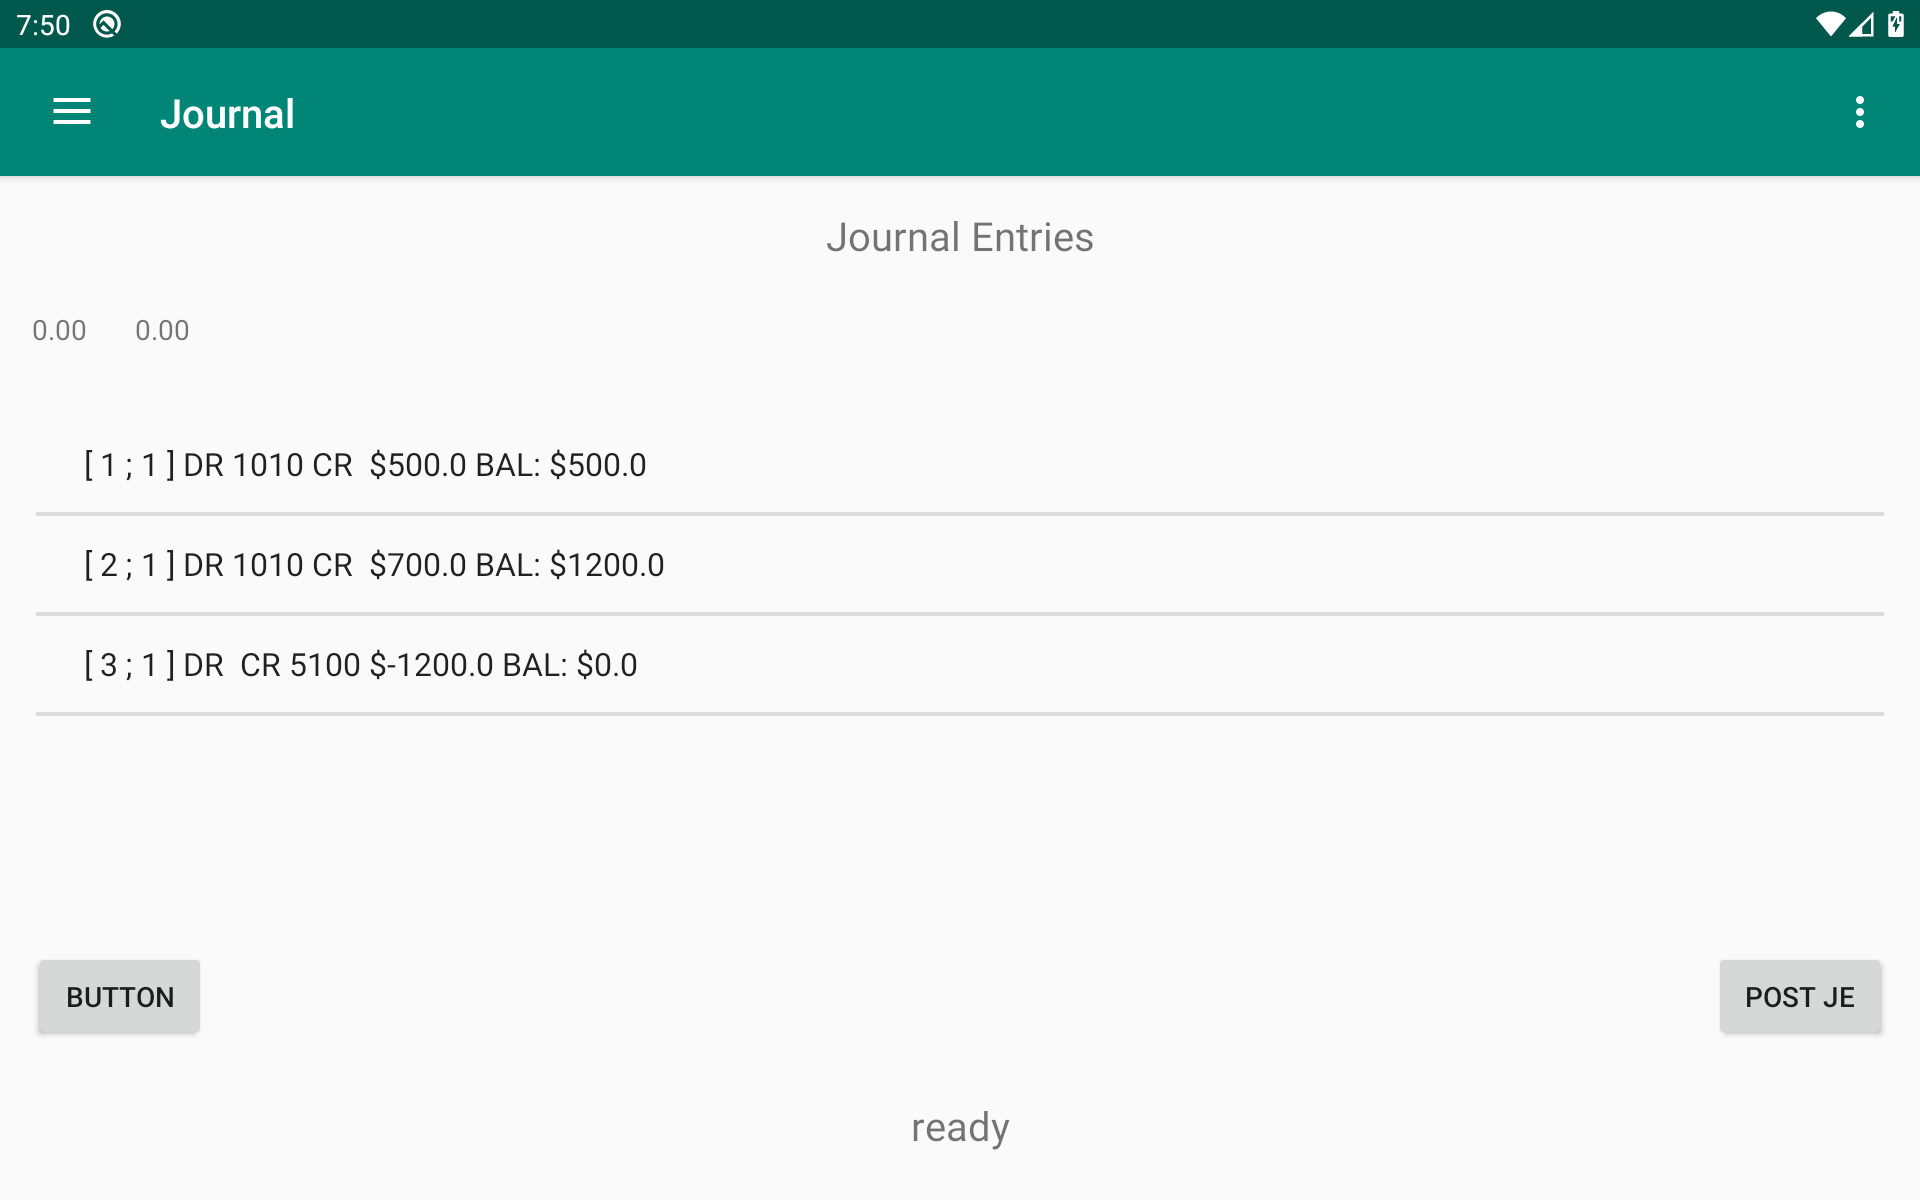 7:50
Journal
Journal Entries
0.00 0.00
[ 1 ; 1 ] DR 1010 CR  $500.0 BAL: $500.0
[ 2 ; 1 ] DR 1010 CR  $700.0 BAL: $1200.0
[ 3 ; 1 ] DR  CR 5100 $-1200.0 BAL: $0.0
BUTTON POST JE
ready